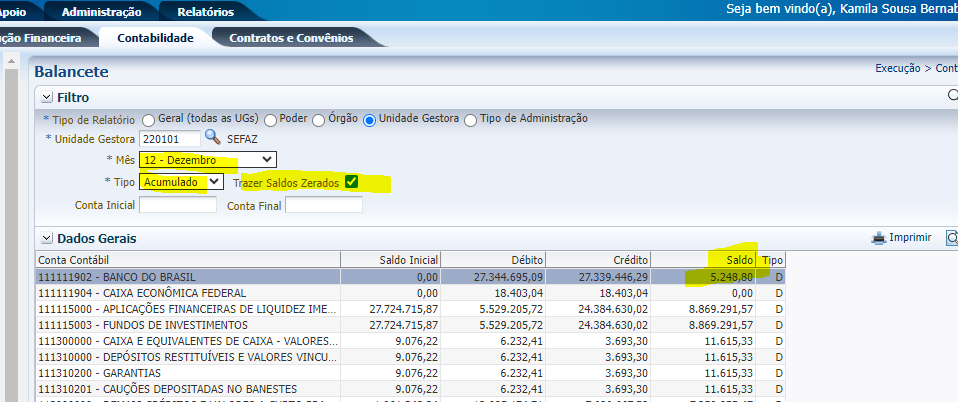 Apoio Administração Relatórios Seja bem vindo(a), Kamila Sousa Bernab
ução Financeira Contabilidade Contratos e Convênios
Balancete Execução > Cont
Filtro
* Tipo de Relatório Geral (todas as UGs) Poder Órgão Unidade Gestora Tipo de Administração
* Unidade Gestora 220101 SEFAZ
* Mês 12 - Dezembro
* Tipo Acumulado Trazer Saldos Zerados
Conta Inicial Conta Final
Dados Gerais Imprimir
Conta Contábil Saldo Inicial Débito Crédito Saldo Tipo
111111902 - BANCO DO BRASIL 0,00 27.344.695,09 27.339.446,29 5.248,80 D
111111904 - CAIXA ECONÔMICA FEDERAL 0,00 18.403,04 18.403,04 0,00 D
111115000 - APLICAÇÕES FINANCEIRAS DE LIQUIDEZ IME... 27.724.715,87 5.529.205,72 24.384.630,02 8.869.291,57 D
111115003 - FUNDOS DE INVESTIMENTOS 27.724.715,87 5.529.205,72 24.384.630,02 8.869.291,57 D
111300000 - CAIXA E EQUIVALENTES DE CAIXA - VALORES... 9.076,22 6.232,41 3.693,30 11.615,33 D
111310000 - DEPÓSITOS RESTITUÍVEIS E VALORES VINCU... 9.076,22 6.232,41 3.693,30 11.615,33 D
111310200 - GARANTIAS 9.076,22 6.232,41 3.693,30 11.615,33 D
111310201 - CAUÇÕES DEPOSITADAS NO BANESTES 9.076,22 6.232,41 3.693,30 11.615,33 D